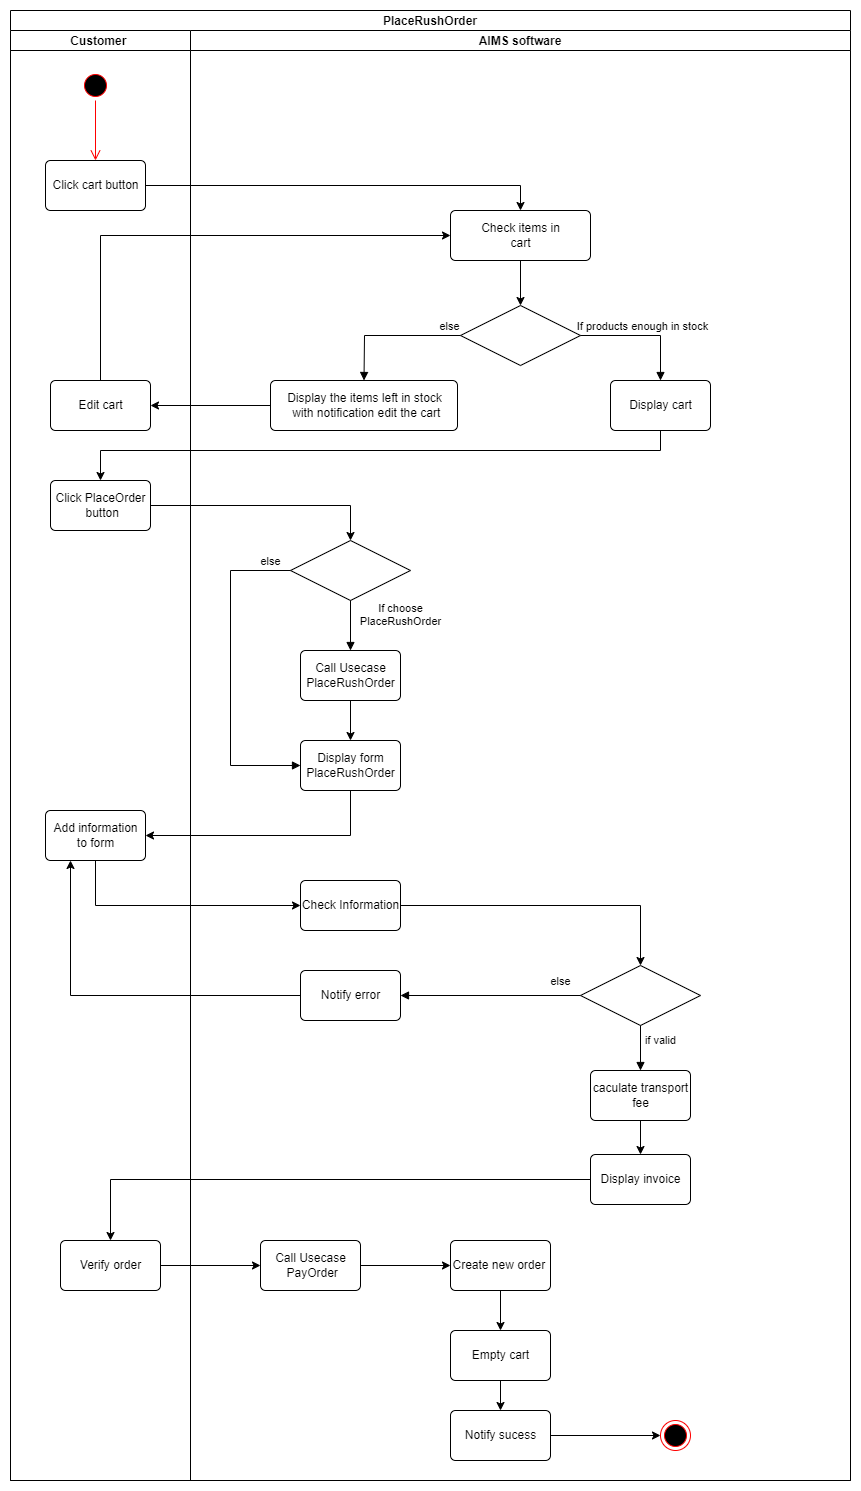 PlaceRushOrder
Customer
AIMS software
Click cart button
Check items in
cart
else
If products enough in stock
Edit cart
Display the items left in stock
with notification edit the cart
Display cart
Click PlaceOrder
button
else
If choose
PlaceRushOrder
Call Usecase
PlaceRushOrder
Display form
PlaceRushOrder
Add information
to form
Check Information
else
Notify error
if valid
caculate transport
fee
Display invoice
Verify order
Call Usecase
PayOrder
Create new order
Empty cart
Notify sucess